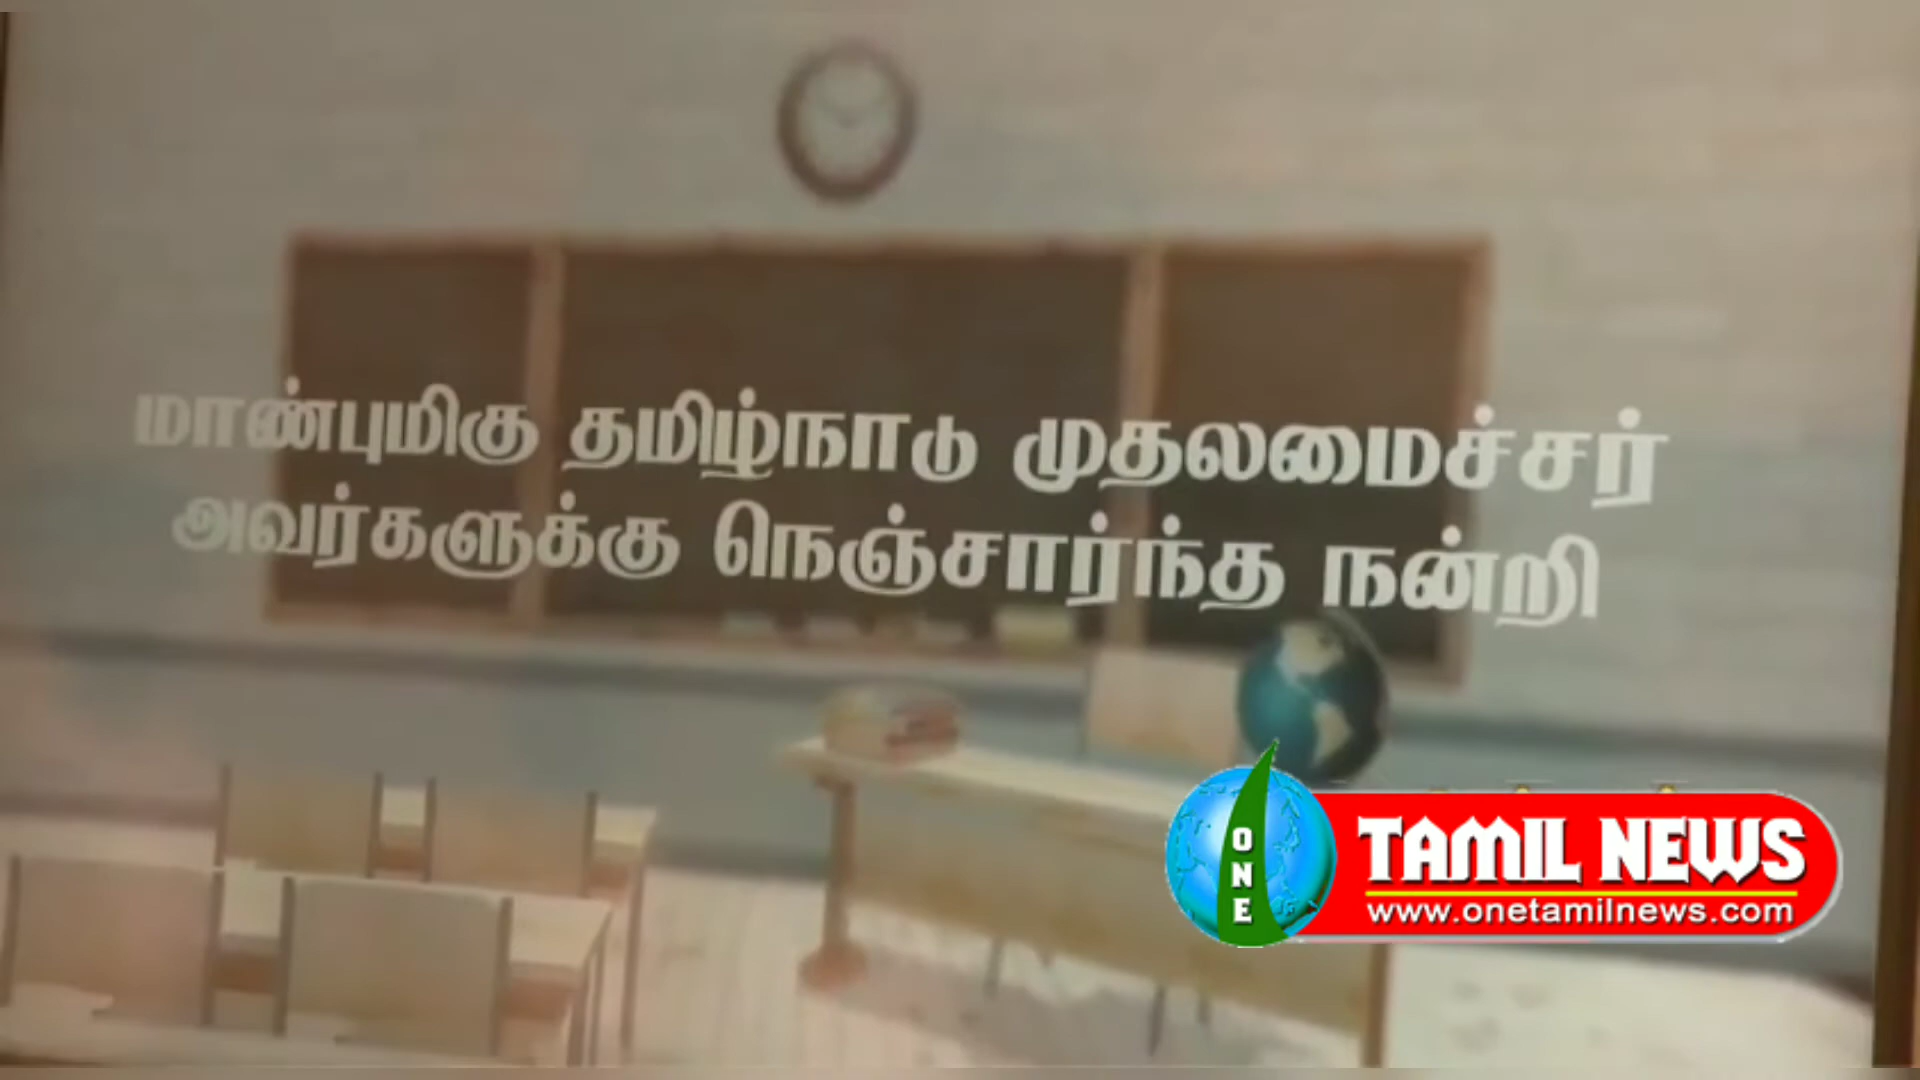 மாண்புமிகு தமிழ்நாடு முதலமைச்சர்
அவர்களுக்கு நெஞ்சார்ந்த நன்றி
ONE
TAMIL NEWS
www.onetamilnews.com